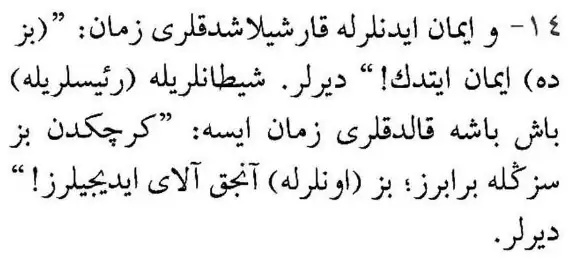 ١٤- و ايمان ايدنلرله قارشيلاشدقلرى زمان: ”(بز
ده) ايمان ايتدك!“ ديرلر. شيطانلريله (رئيسلريله)
باش باشه قالدقلرى زمان ايسه: ”كرچكدن بز
سزڭله برابرز؛ بز (اونلرله) آنجق آلاى ايديجيلرز!“
ديرلر.